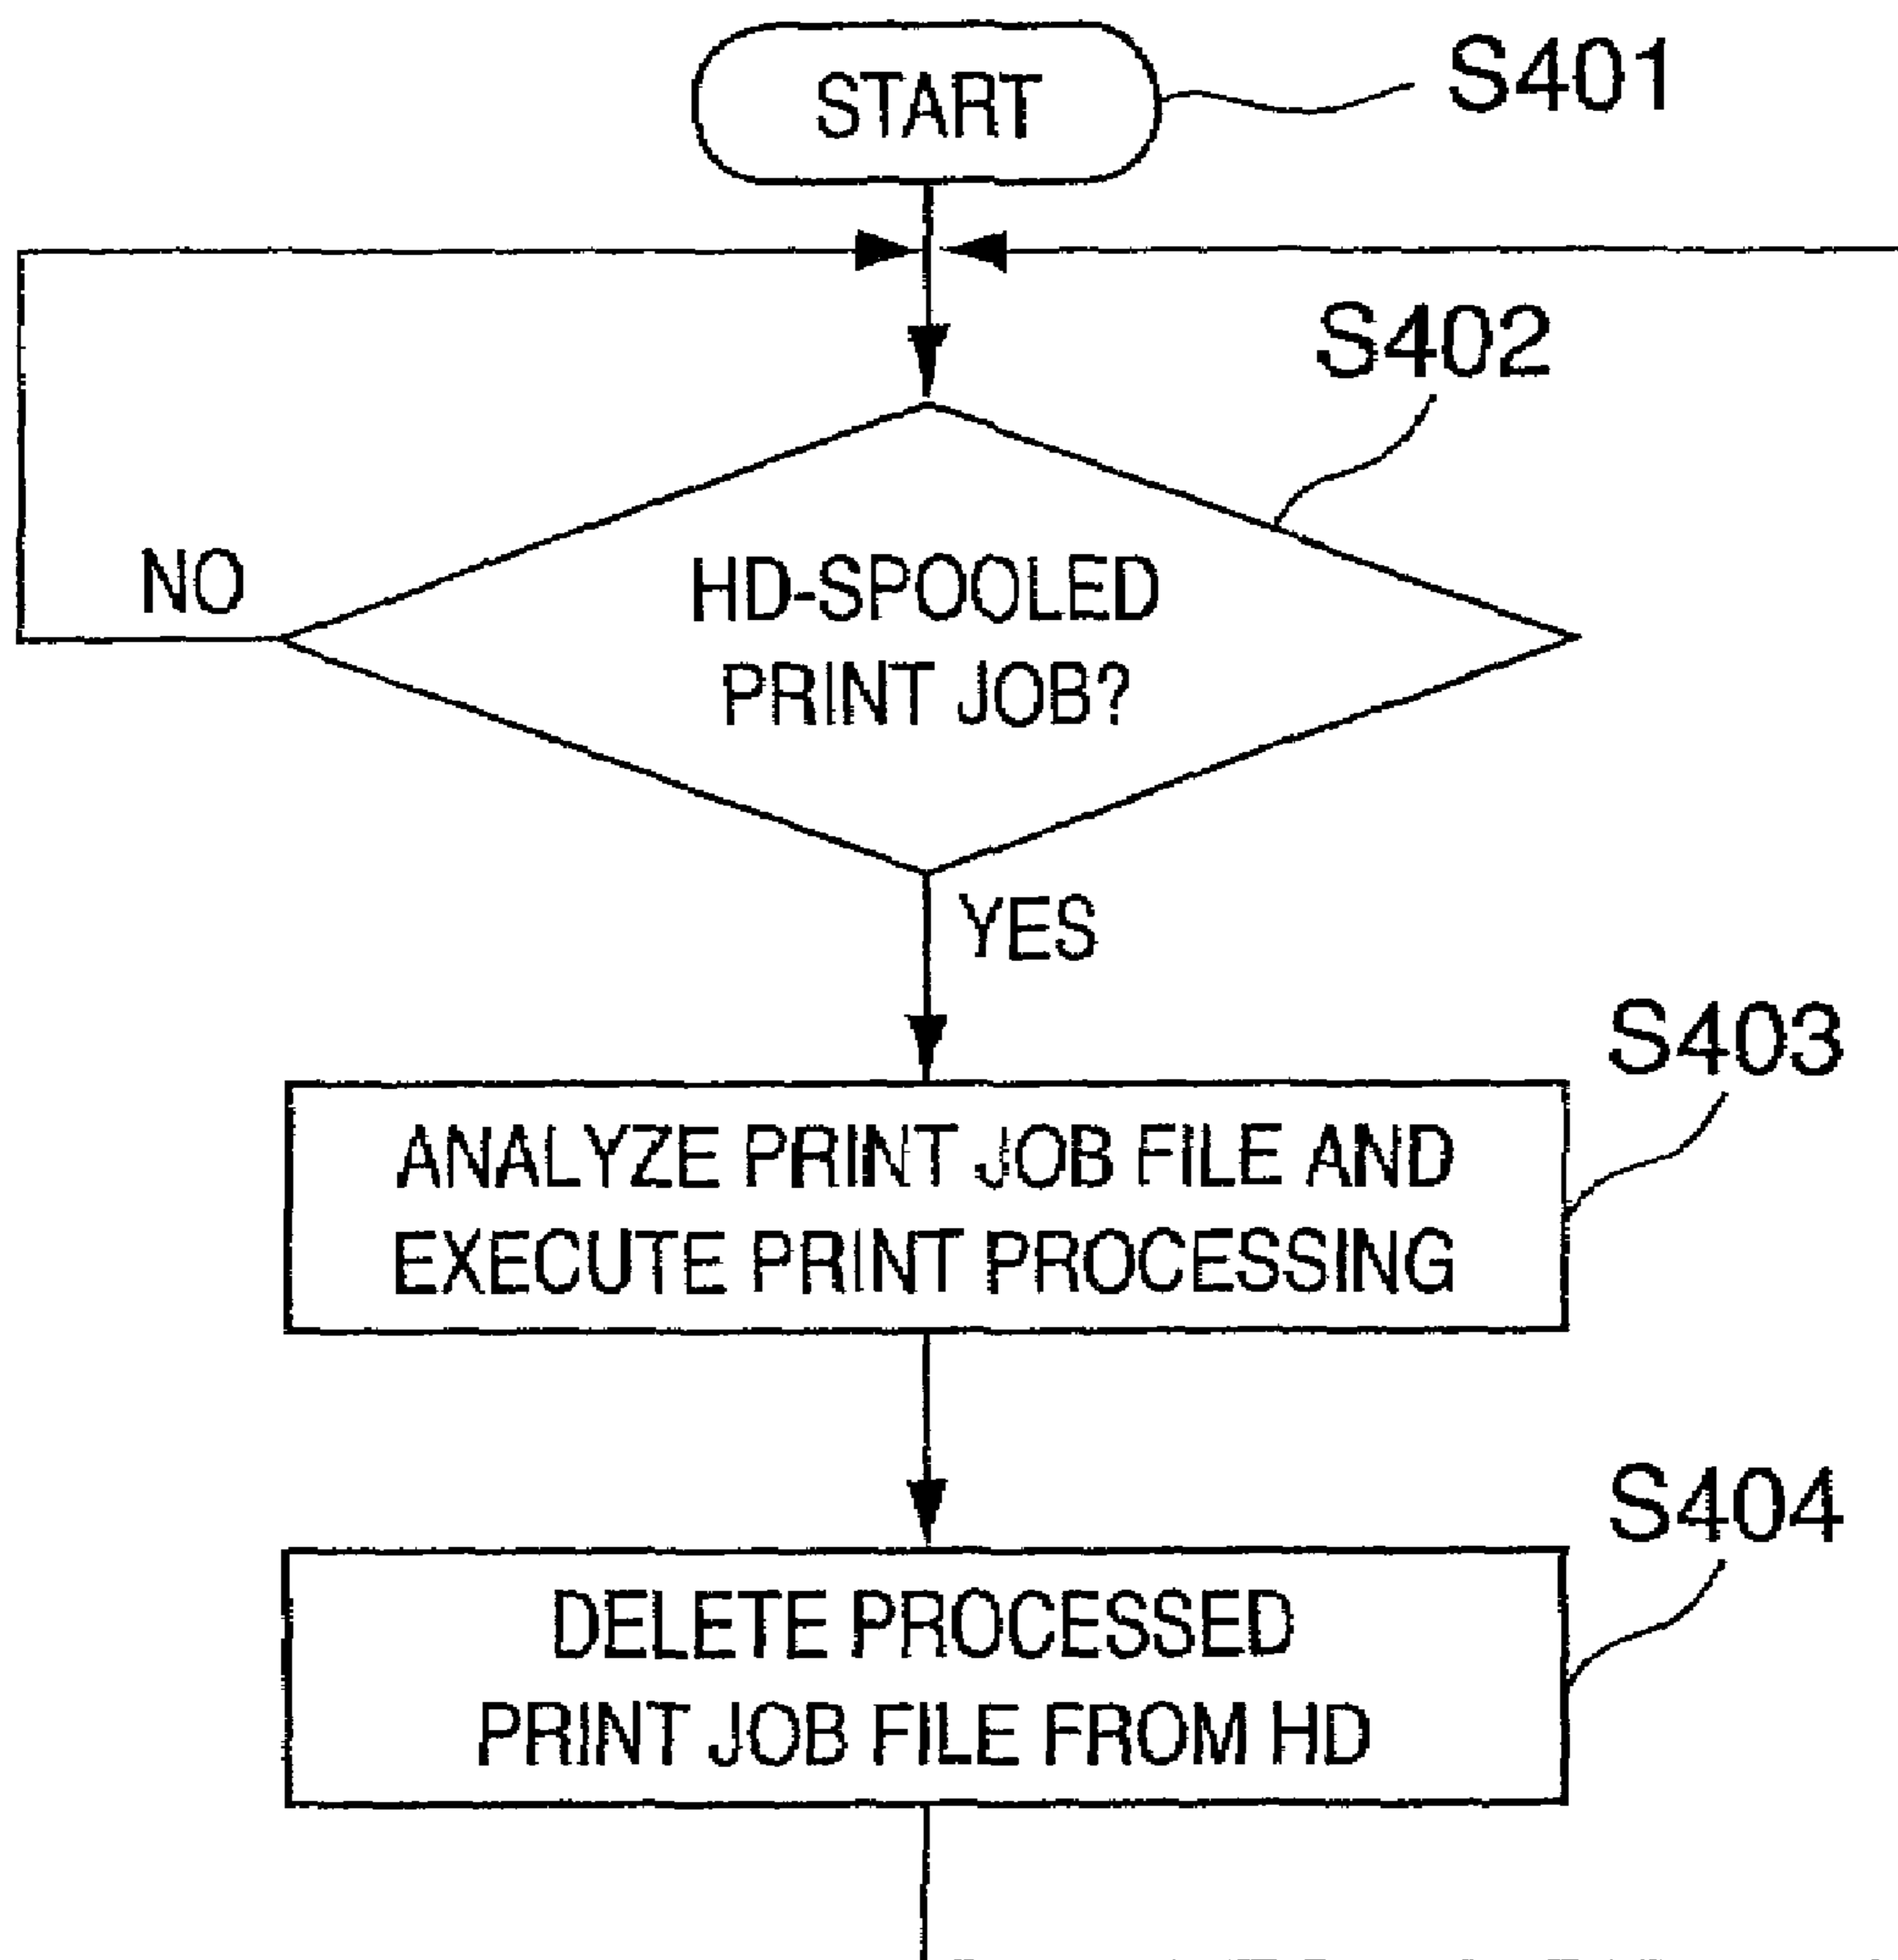 START
S401
S402
NO
HD-SPOOLED
PRINT JOB?
YES
S403
ANALYZE PRINT JOB FILE AND
EXECUTE PRINT PROCESSING
S404
DELETE PROCESSED
PRINT JOB FILE FROM HD